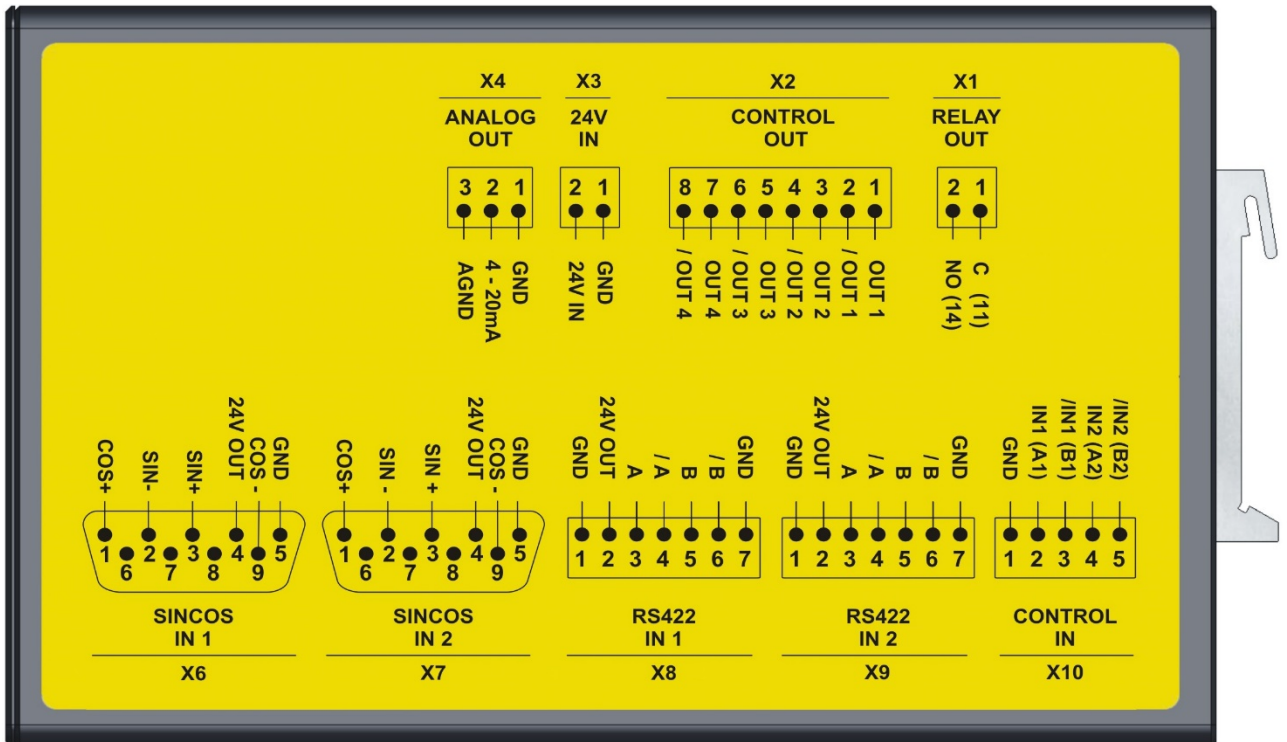 X4 X3 X2 X1
ANALOG 24V CONTROL RELAY
OUT IN OUT OUT
3 2 1 2 1 8 7 6 5 4 3 2 1 2 1
AGND
4 - 20mA
GND
24V IN
GND
/ OUT 4
OUT 4
/ OUT 3
OUT 3
/ OUT 2
OUT 2
/ OUT 1
OUT 1
NO (14)
C (11)
COS+
SIN-
SIN+
24V OUT
COS -
GND
COS+
SIN -
SIN +
24V OUT
COS -
GND
GND
24V OUT
A
/ A
B
/ B
GND
GND
24V OUT
A
/ A
B
/ B
GND
GND
IN1 (A1)
/IN1 (B1)
IN2 (A2)
/IN2 (B2)
1 2 3 4 5 1 2 3 4 5 1 2 3 4 5 6 7 1 2 3 4 5 6 7 1 2 3 4 5
6 7 8 9 6 7 8 9
SINCOS SINCOS RS422 RS422 CONTROL
IN 1 IN 2 IN 1 IN 2 IN
X6 X7 X8 X9 X10